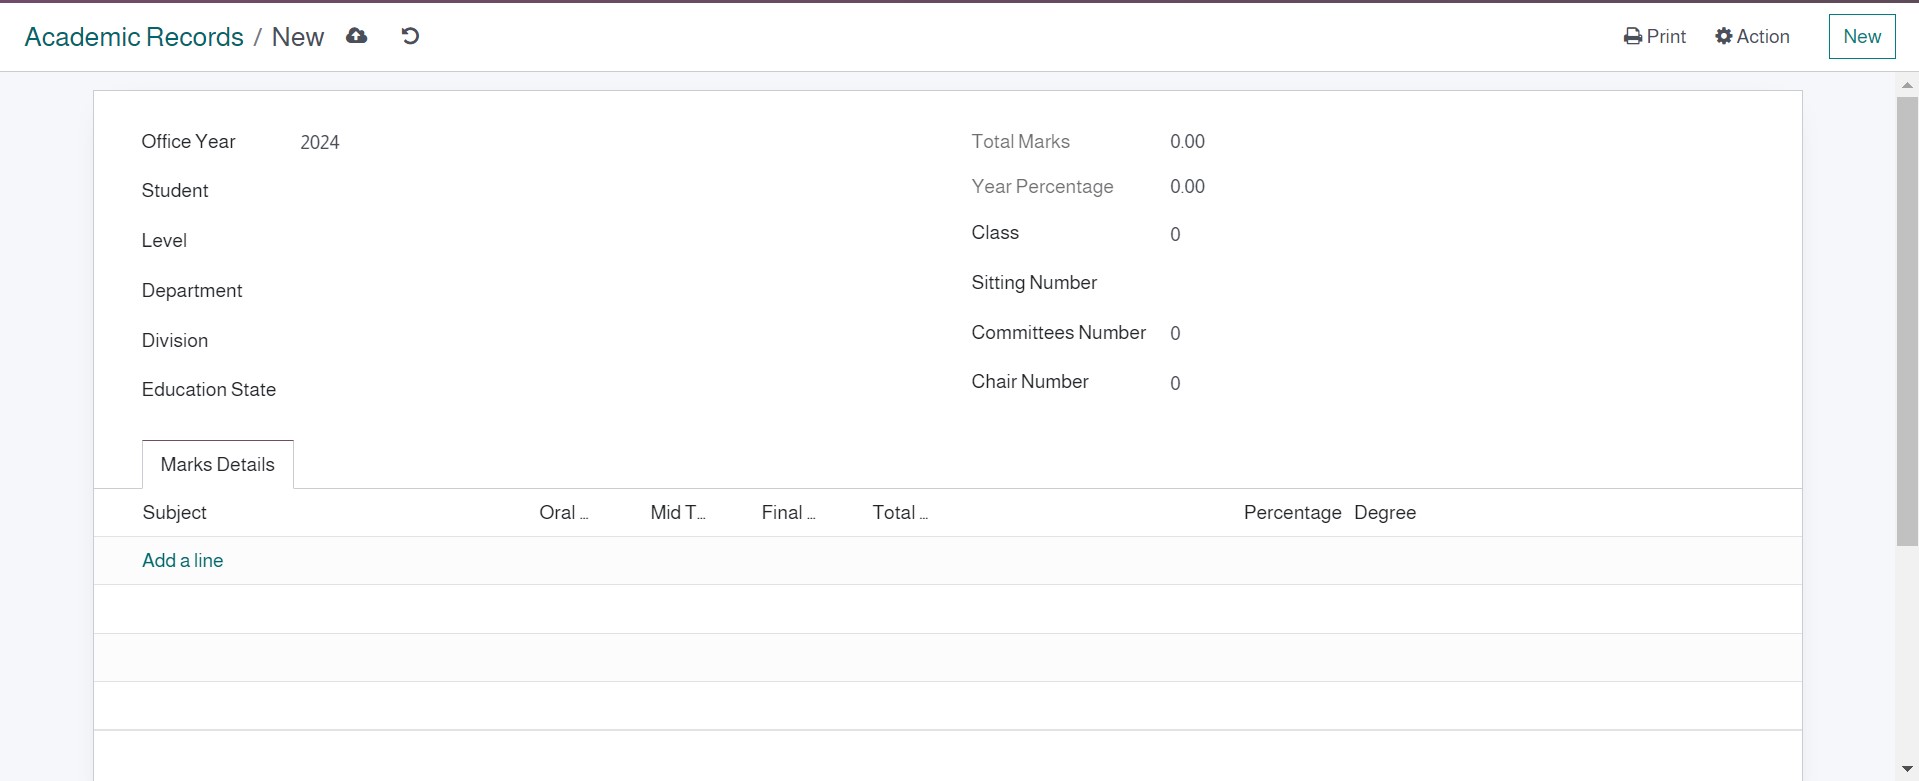 Academic Records / New
Print
Action
New
Office Year 2024
Student
Level
Department
Division
Education State
Total Marks 0.00
Year Percentage 0.00
Class 0
Sitting Number
Committees Number 0
Chair Number 0
Marks Details
Subject Oral ... Mid T... Final ... Total ... Percentage Degree
Add a line